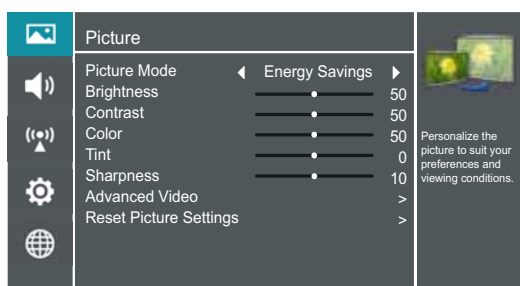 Picture
Picture Mode Energy Savings
Brightness 50
Contrast 50
Color 50
Tint 0
Sharpness 10
Advanced Video >
Reset Picture Settings >
Personalize the
picture to suit your
preferences and
viewing conditions.